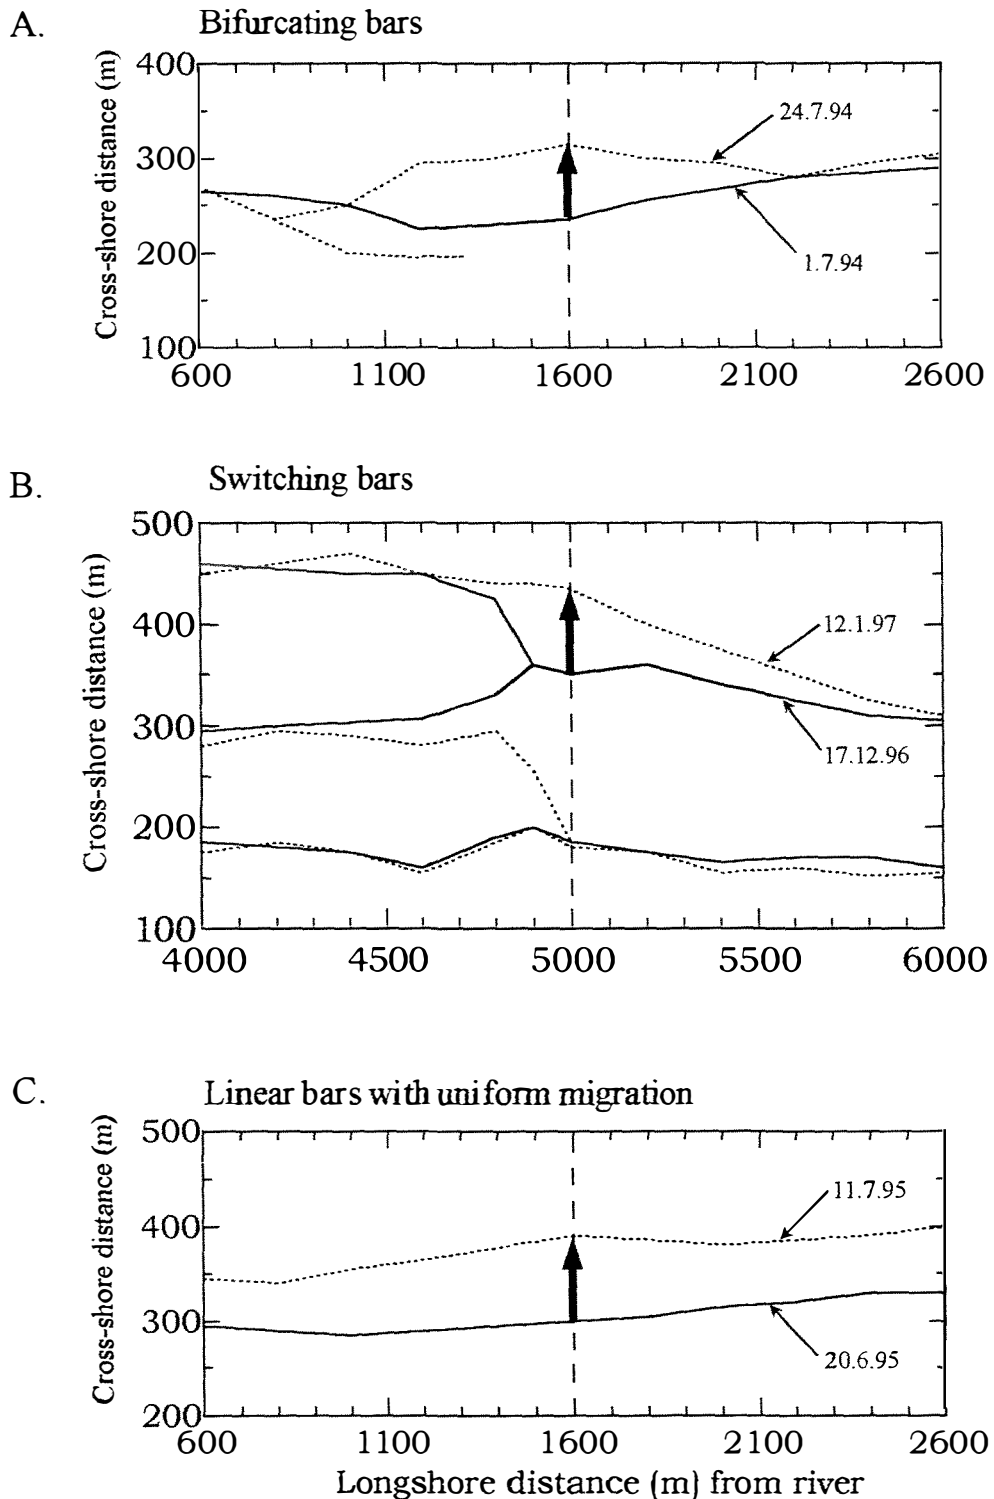 A.
Bifurcating bars
Cross-shore distance (m)
400
300
200
100
24.7.94
1.7.94
600 1100 1600 2100 2600
B.
Switching bars
Cross-shore distance (m)
500
400
300
200
100
12.1.97
17.12.96
4000 4500 5000 5500 6000
C.
Linear bars with uniform migration
Cross-shore distance (m)
500
400
300
200
11.7.95
20.6.95
600 1100 1600 2100 2600
Longshore distance (m) from river